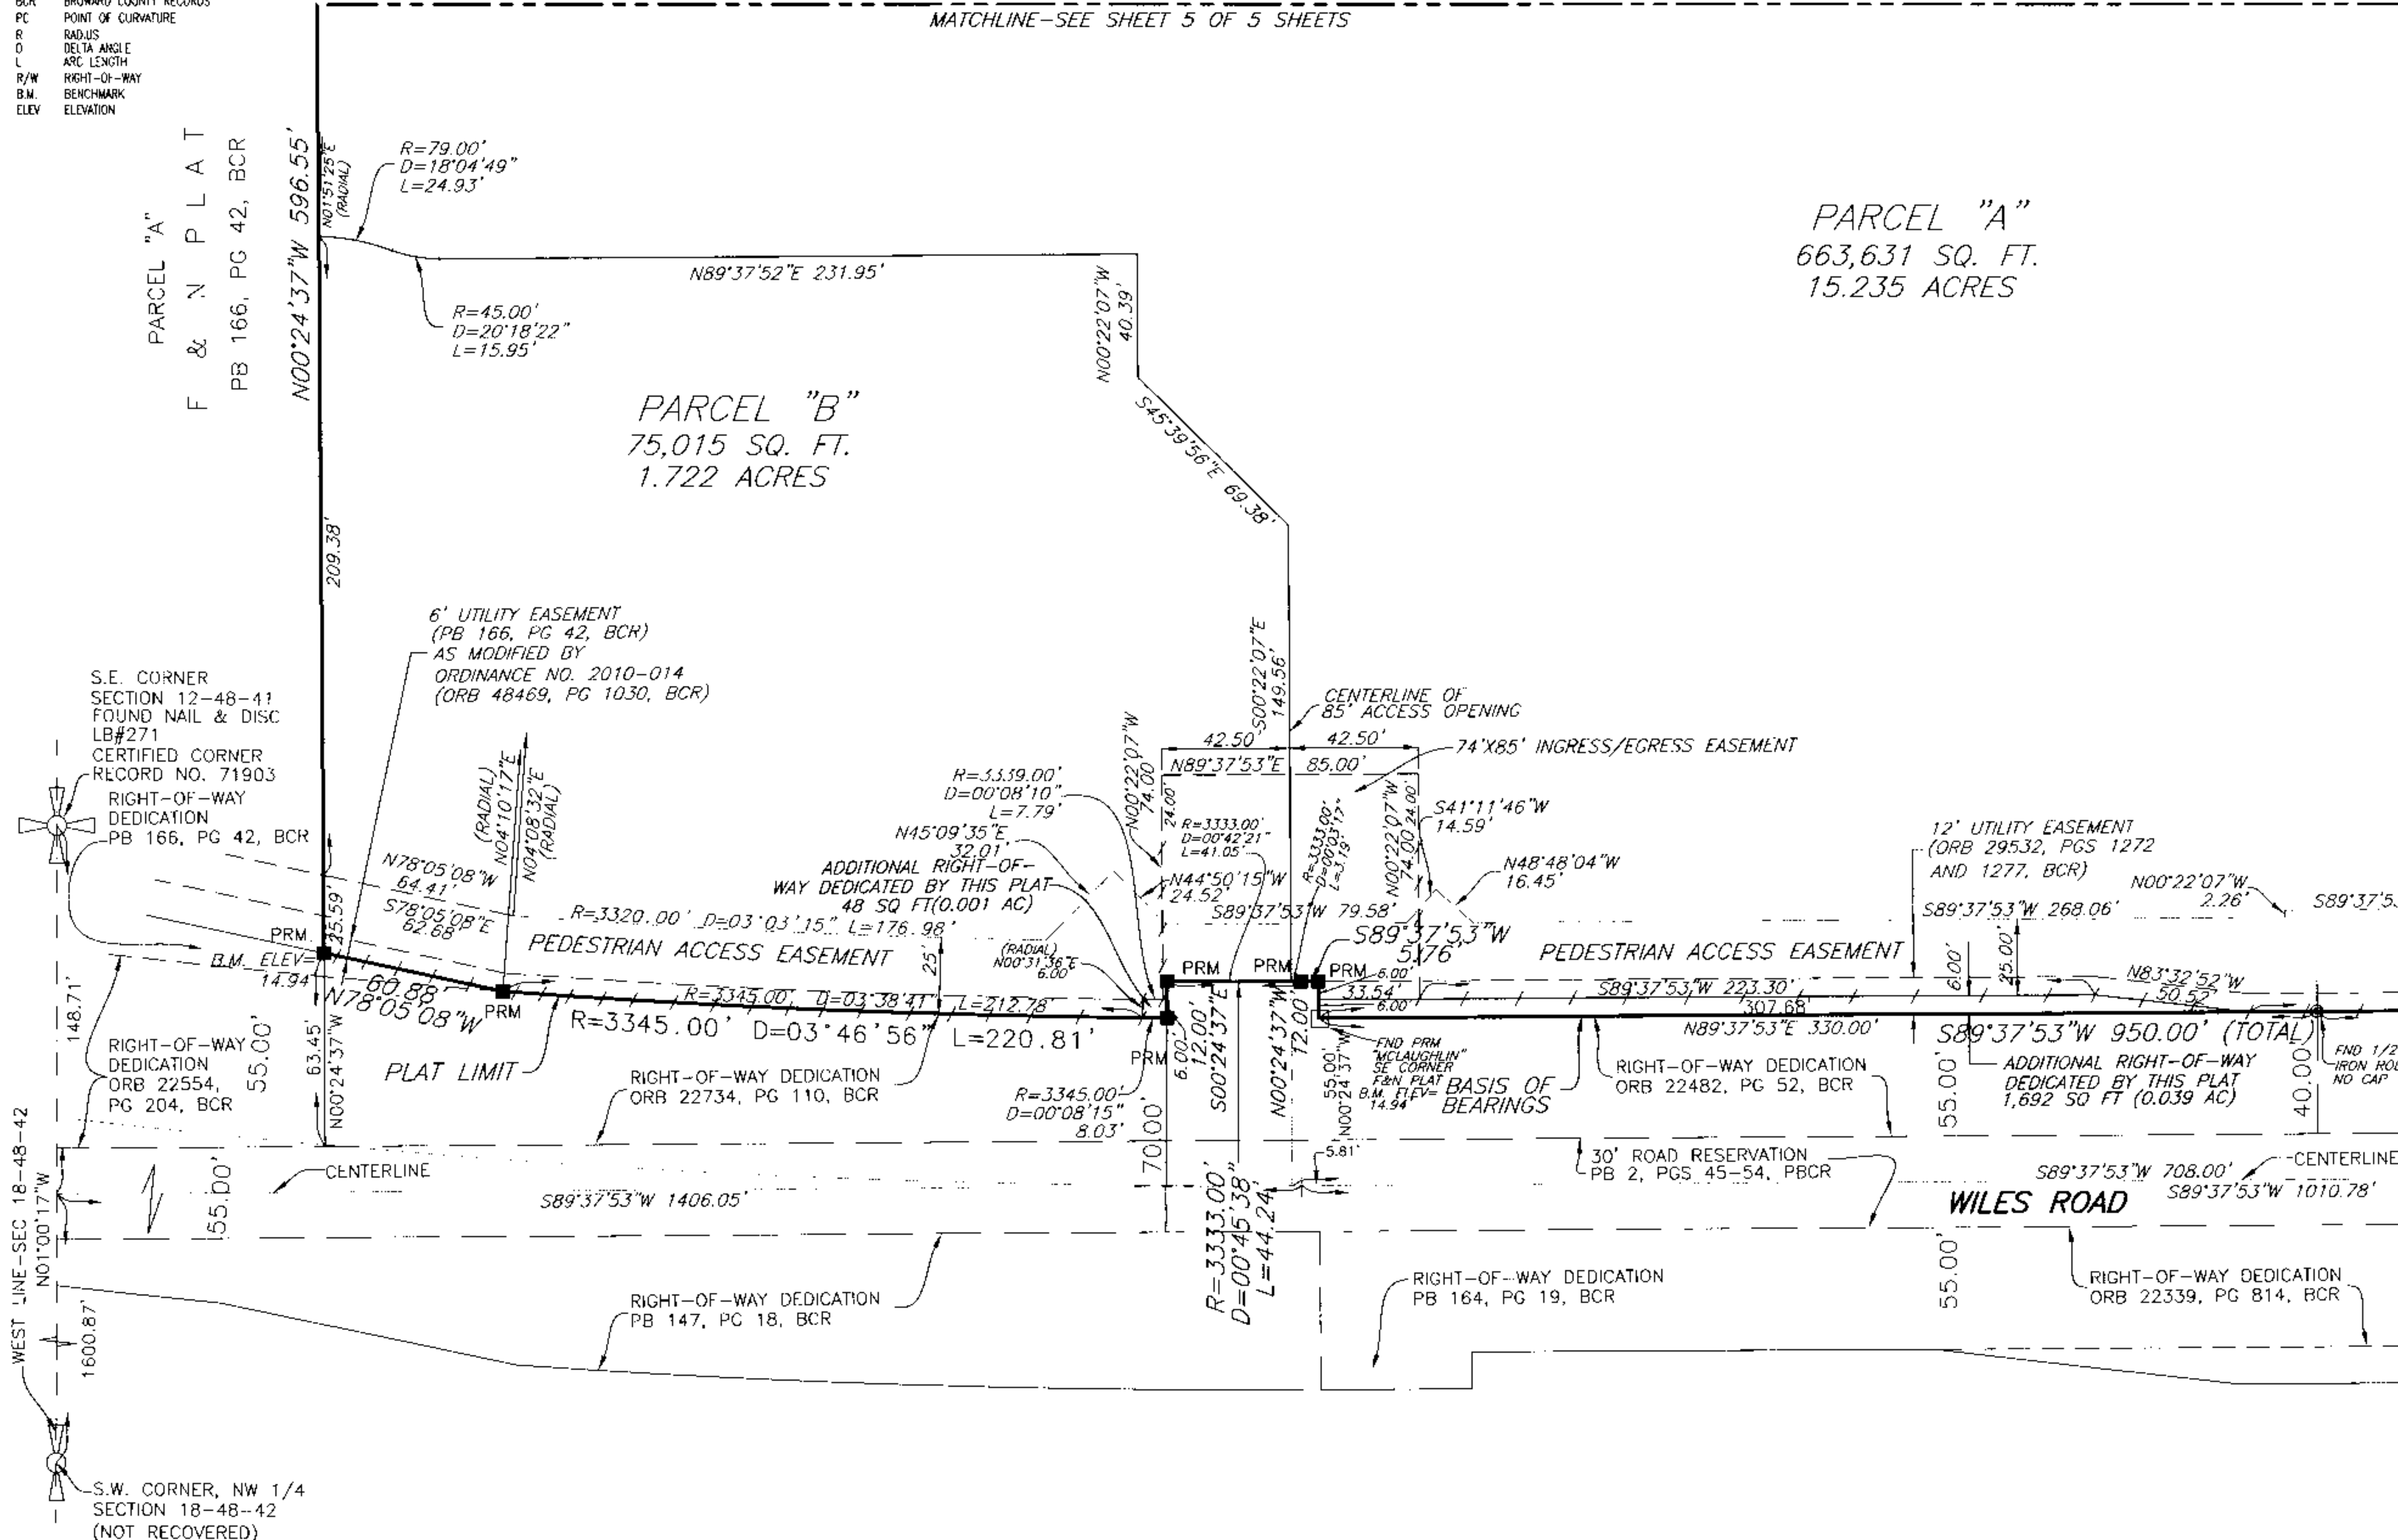 BCR BROWARD COUNTY RECORDS
PC POINT OF CURVATURE
R RADIUS
D DELTA ANGLE
L ARC LENGTH
R/W RIGHT-OF-WAY
B.M. BENCHMARK
ELEV ELEVATION
MATCHLINE-SEE SHEET 5 OF 5 SHEETS
PARCEL "A"
F & N PLAT
PB 166, PG 42, BCR
N00°24'37"W 596.55'
N01°51'25"E
(RADIAL)
R=79.00'
D=18°04'49"
L=24.93'
N89°37'52"E 231.95'
R=45.00'
D=20°18'22"
L=15.95'
N00°22'07"W
40.39'
S45°39'56"E 69.38'
PARCEL "A"
663,631 SQ. FT.
15.235 ACRES
PARCEL "B"
75,015 SQ. FT.
1.722 ACRES
209.38'
6' UTILITY EASEMENT
(PB 166, PG 42, BCR)
AS MODIFIED BY
ORDINANCE NO. 2010-014
(ORB 48469, PG 1030, BCR)
S.E. CORNER
SECTION 12-48-41
FOUND NAIL & DISC
LB#271
CERTIFIED CORNER
RECORD NO. 71903
RIGHT-OF-WAY
DEDICATION
PB 166, PG 42, BCR
(RADIAL)
N04°10'17"E
N04°08'32"E
(RADIAL)
N78°05'08"W
64.41'
S78°05'08"E
62.68'
25.59'
PRM
B.M. ELEV=
14.94'
60.88'
N78°05'08"W
PRM
S00°22'07"E
149.56'
CENTERLINE OF
85' ACCESS OPENING
42.50'
42.50'
74'X85' INGRESS/EGRESS EASEMENT
N89°37'53"E 85.00'
N00°22'07"W
74.00'
24.00'
R=3339.00'
D=00°08'10"
L=7.79'
N45°09'35"E
32.01'
ADDITIONAL RIGHT-OF-
WAY DEDICATED BY THIS PLAT
48 SQ FT(0.001 AC)
R=3333.00'
D=00°42'21"
L=41.05'
R=3333.00'
D=00°03'17"
L=3.19'
N00°22'07"W
74.00'
24.00'
S41°11'46"W
14.59'
N48°48'04"W
16.45'
N44°50'15"W
24.52'
S89°37'53"W 79.58'
12' UTILITY EASEMENT
(ORB 29532, PGS 1272
AND 1277, BCR)
N00°22'07"W
2.26'
S89°37'53
S89°37'53"W 268.06'
R=3320.00' D=03°03'15" L=176.98'
PEDESTRIAN ACCESS EASEMENT
25'
(RADIAL)
N00°31'36"E
6.00'
PRM
PRM
PRM
S89°37'53"W
5.76'
PEDESTRIAN ACCESS EASEMENT
6.00'
25.00'
N83°32'52"W
50.52'
6.00'
33.54'
6.00'
S89°37'53"W 223.30'
307.68'
R=3345.00' D=03°38'41" L=212.78'
R=3345.00' D=03°46'56" L=220.81'
PLAT LIMIT
N89°37'53"E 330.00'
S89°37'53"W 950.00' (TOTAL)
148.71'
RIGHT-OF-WAY
DEDICATION
ORB 22554,
PG 204, BCR
55.00'
63.45'
N00°24'37"W
RIGHT-OF-WAY DEDICATION
ORB 22734, PG 110, BCR
PRM
6.00'
12.00'
S00°24'37"E
R=3345.00'
D=00°08'15"
8.03'
70.00'
N00°24'37"W
12.00'
55.00'
N00°24'37"W
FND PRM
"MCLAUGHLIN"
SE CORNER
F&N PLAT
B.M. ELEV=
14.94'
BASIS OF
BEARINGS
RIGHT-OF-WAY DEDICATION
ORB 22482, PG 52, BCR
55.00'
ADDITIONAL RIGHT-OF-WAY
DEDICATED BY THIS PLAT
1,692 SQ FT (0.039 AC)
40.00'
FND 1/2
IRON ROD
NO CAP
CENTERLINE
55.00'
S89°37'53"W 1406.05'
5.81'
30' ROAD RESERVATION
PB 2, PGS 45-54, PBCR
CENTERLINE
S89°37'53"W 708.00'
S89°37'53"W 1010.78'
WILES ROAD
WEST LINE-SEC 18-48-42
N01°00'17"W
1600.87'
R=3333.00'
D=00°45'38"
L=44.24'
RIGHT-OF-WAY DEDICATION
PB 147, PG 18, BCR
RIGHT-OF-WAY DEDICATION
PB 164, PG 19, BCR
55.00'
RIGHT-OF-WAY DEDICATION
ORB 22339, PG 814, BCR
S.W. CORNER, NW 1/4
SECTION 18-48-42
(NOT RECOVERED)